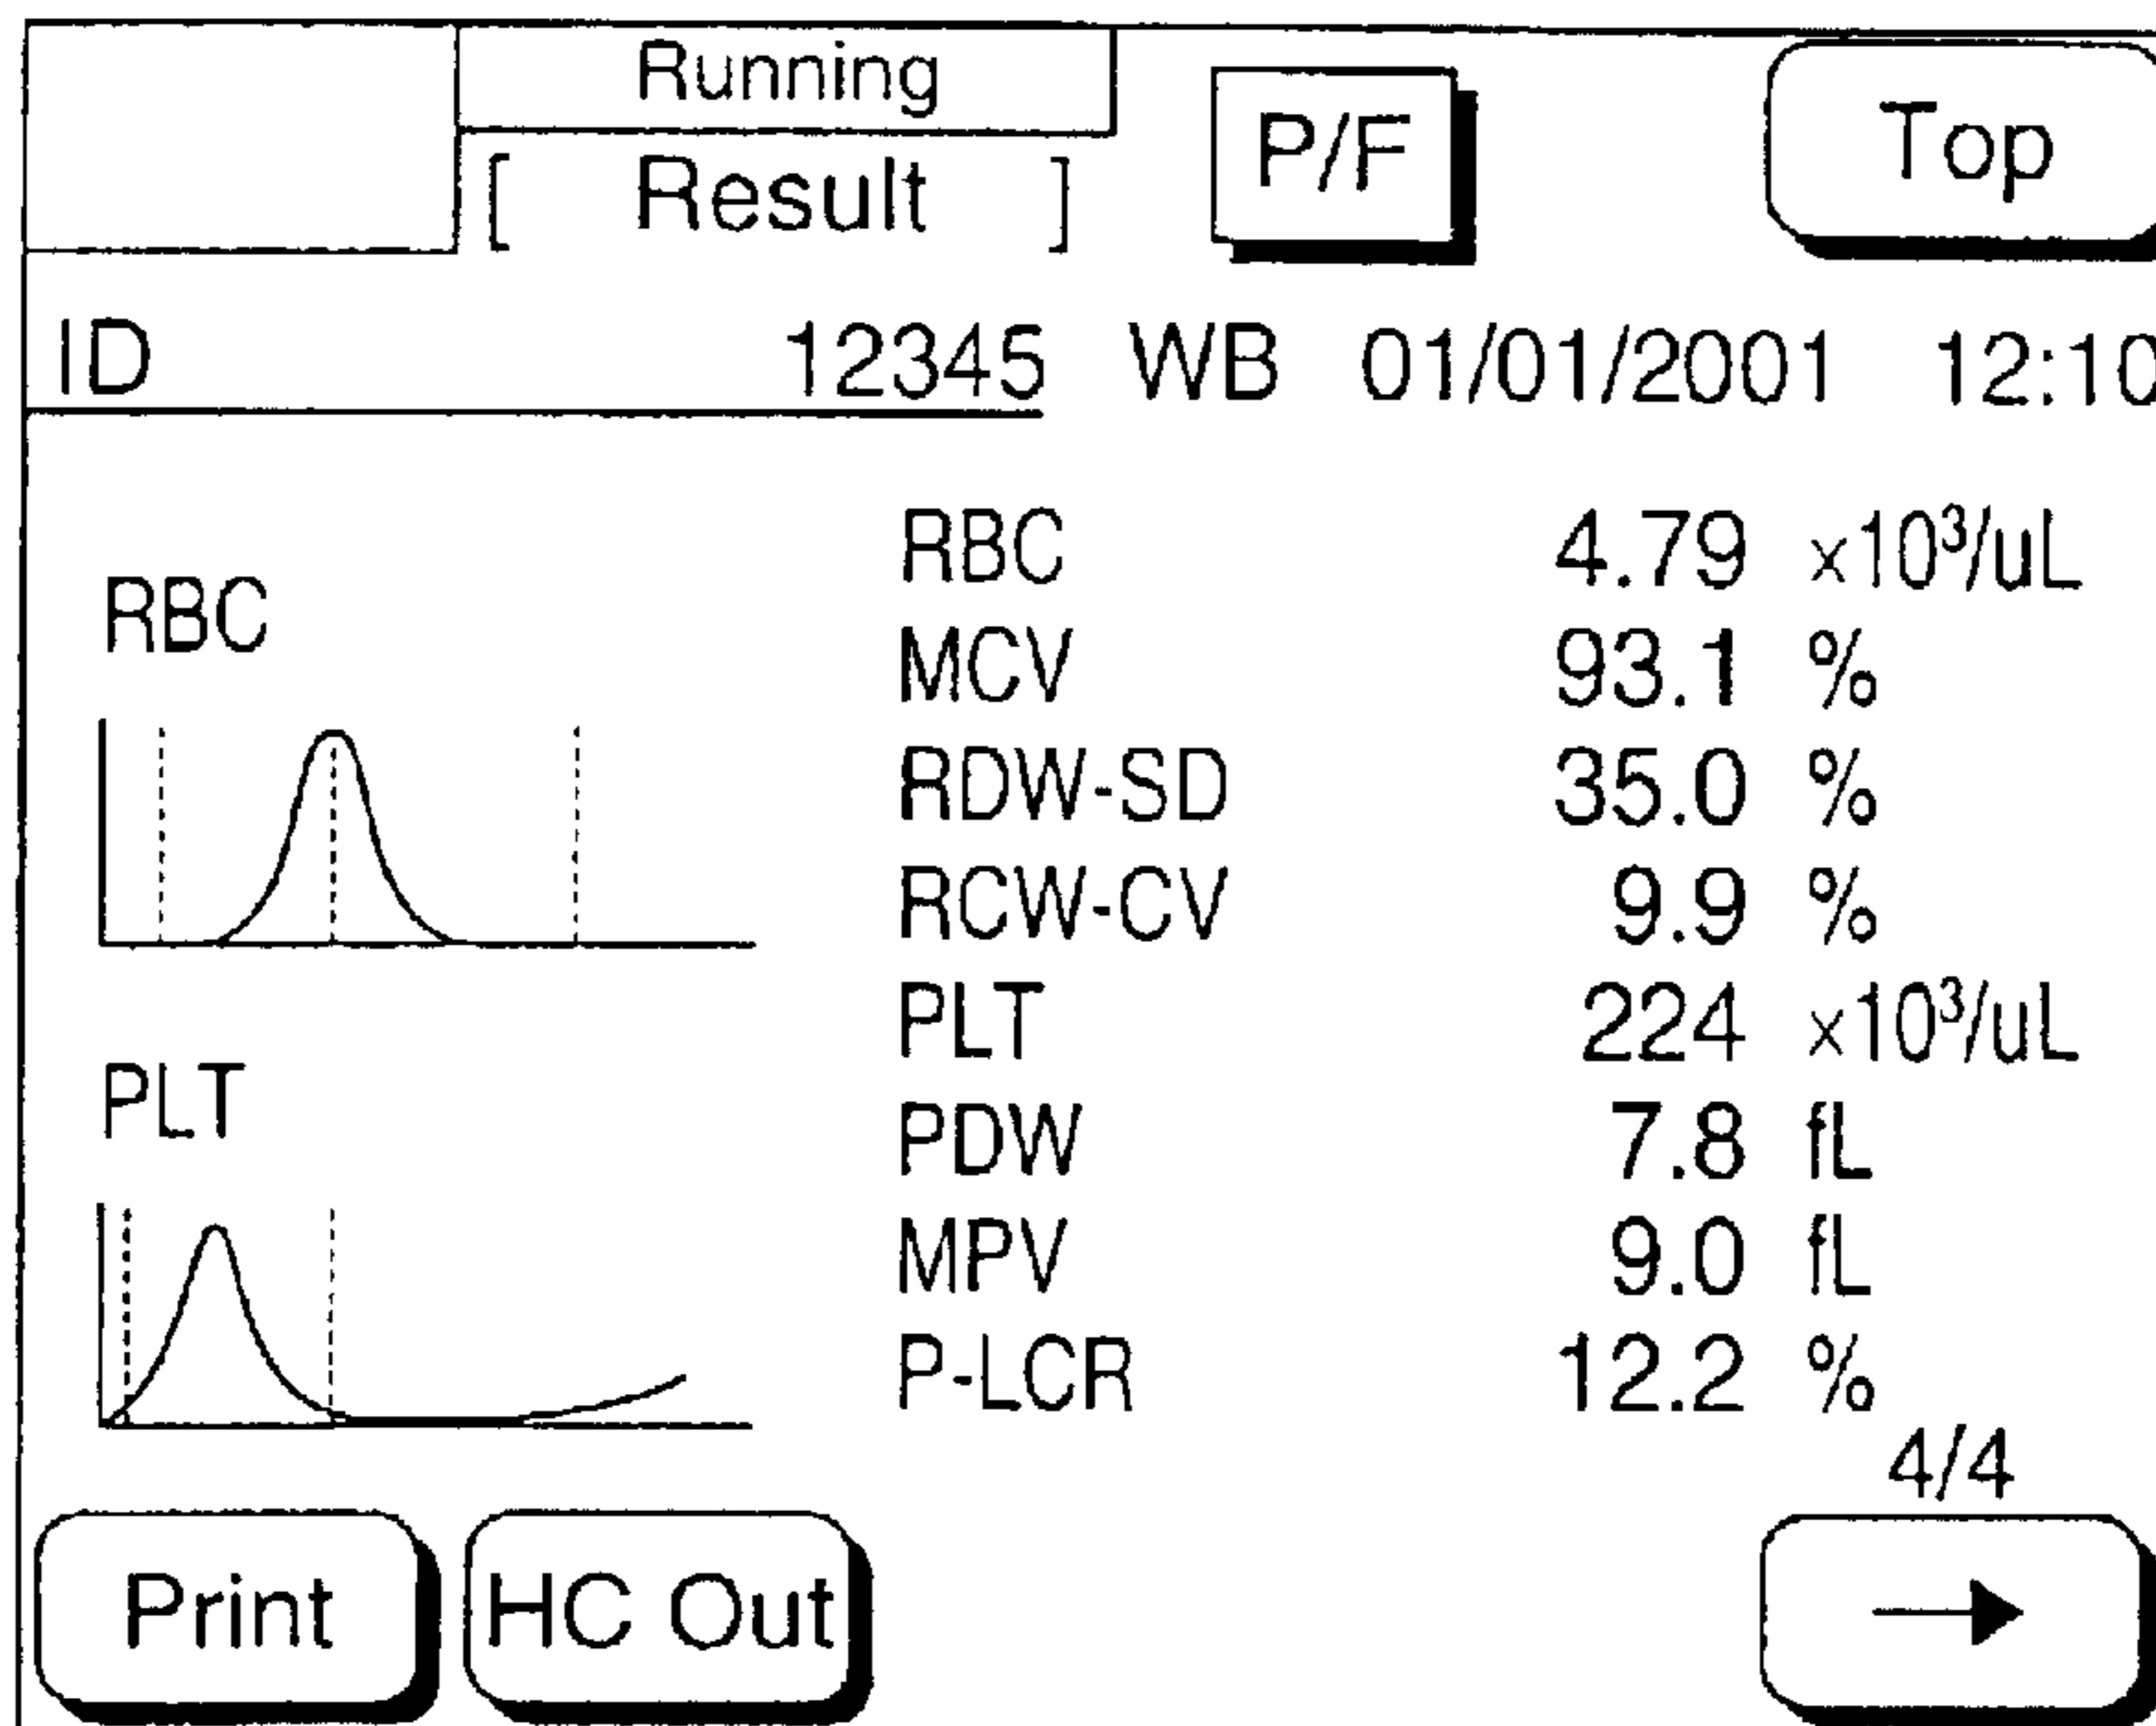 Running
[ Result ]
P/F
Top
ID 12345 WB 01/01/2001 12:10
RBC
RBC 4.79 ×10³/uL
MCV 93.1 %
RDW-SD 35.0 %
RCW-CV 9.9 %
PLT 224 ×10³/uL
PLT
PDW 7.8 fL
MPV 9.0 fL
P-LCR 12.2 %
4/4
Print
HC Out